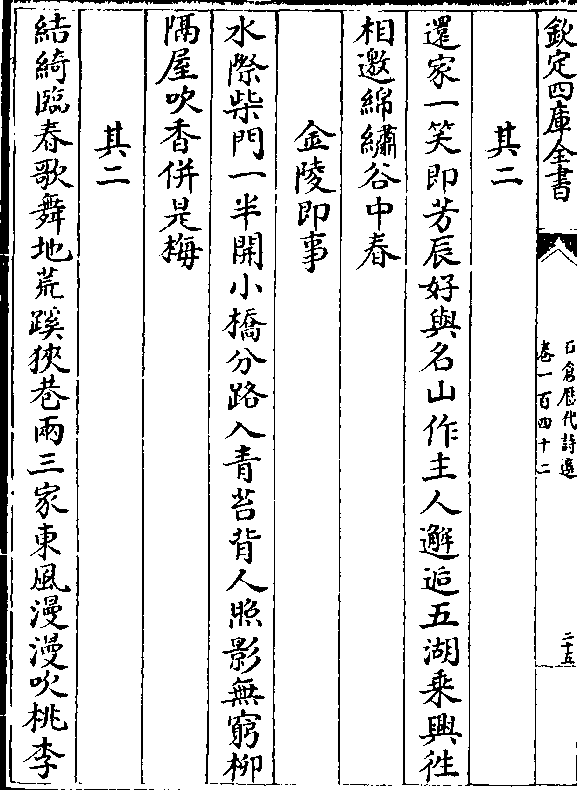 欽定四庫全書
石倉歷代詩選
卷一百四十二
二十五
其二
還家一笑即芳辰好與名山作主人邂逅五湖乘興徃
相邀綿繡谷中春
金陵即事
水際柴門一半開小橋分路入青苔背人照影無窮柳
隔屋吹香併是梅
其二
結綺臨春歌舞地荒蹊狹巷兩三家東風漫漫吹桃李